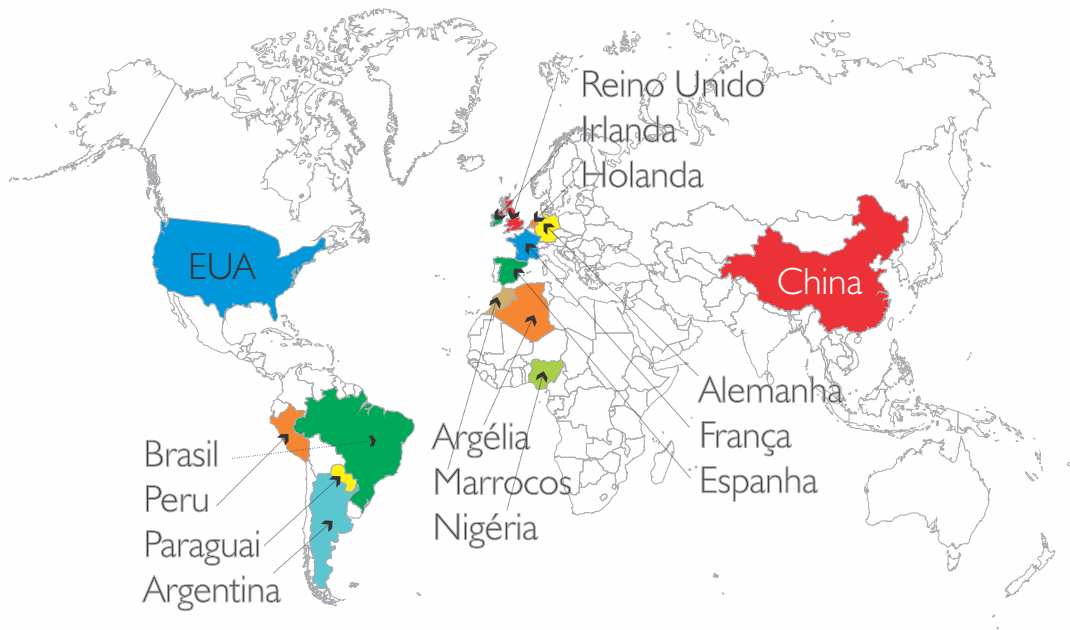 Reino Unido
Irlanda
Holanda
EUA
China
Alemanha
França
Espanha
Argélia
Marrocos
Nigéria
Brasil
Peru
Paraguai
Argentina